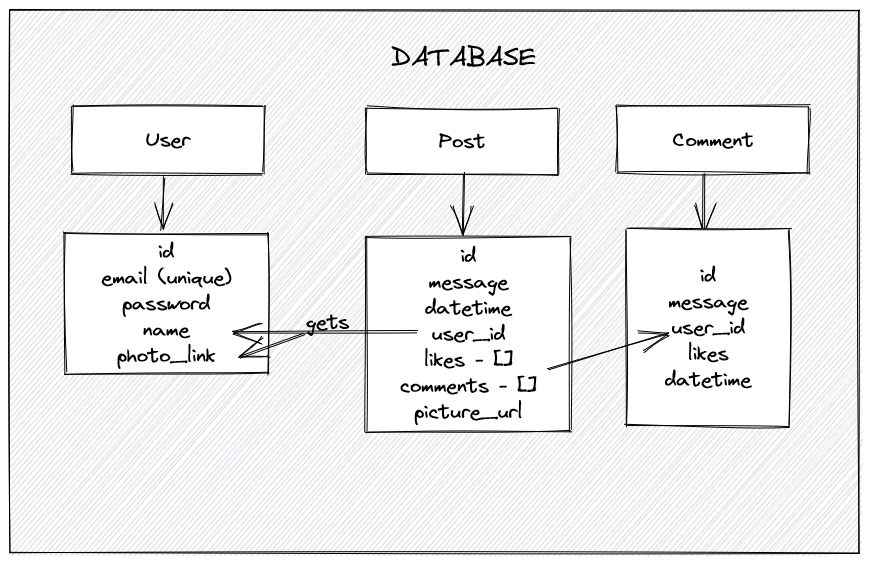 DATABASE
User
Post
Comment
id
email (unique)
password
name
photo_link
gets
id
message
datetime
user_id
likes - []
comments - []
picture_url
id
message
user_id
likes
datetime